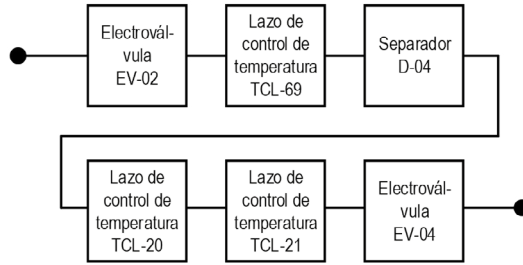 Electrovál-
vula
EV-02
Lazo de
control de
temperatura
TCL-69
Separador
D-04
Lazo de
control de
temperatura
TCL-20
Lazo de
control de
temperatura
TCL-21
Electrovál-
vula
EV-04